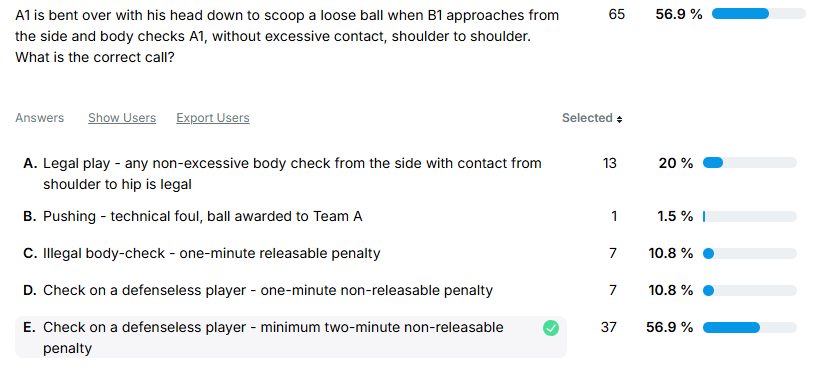 A1 is bent over with his head down to scoop a loose ball when B1 approaches from 65 56.9 %
the side and body checks A1, without excessive contact, shoulder to shoulder.
What is the correct call?
Answers Show Users Export Users Selected
A. Legal play - any non-excessive body check from the side with contact from 13 20 %
shoulder to hip is legal
B. Pushing - technical foul, ball awarded to Team A 1 1.5 %
C. Illegal body-check - one-minute releasable penalty 7 10.8 %
D. Check on a defenseless player - one-minute non-releasable penalty 7 10.8 %
E. Check on a defenseless player - minimum two-minute non-releasable 37 56.9 %
penalty